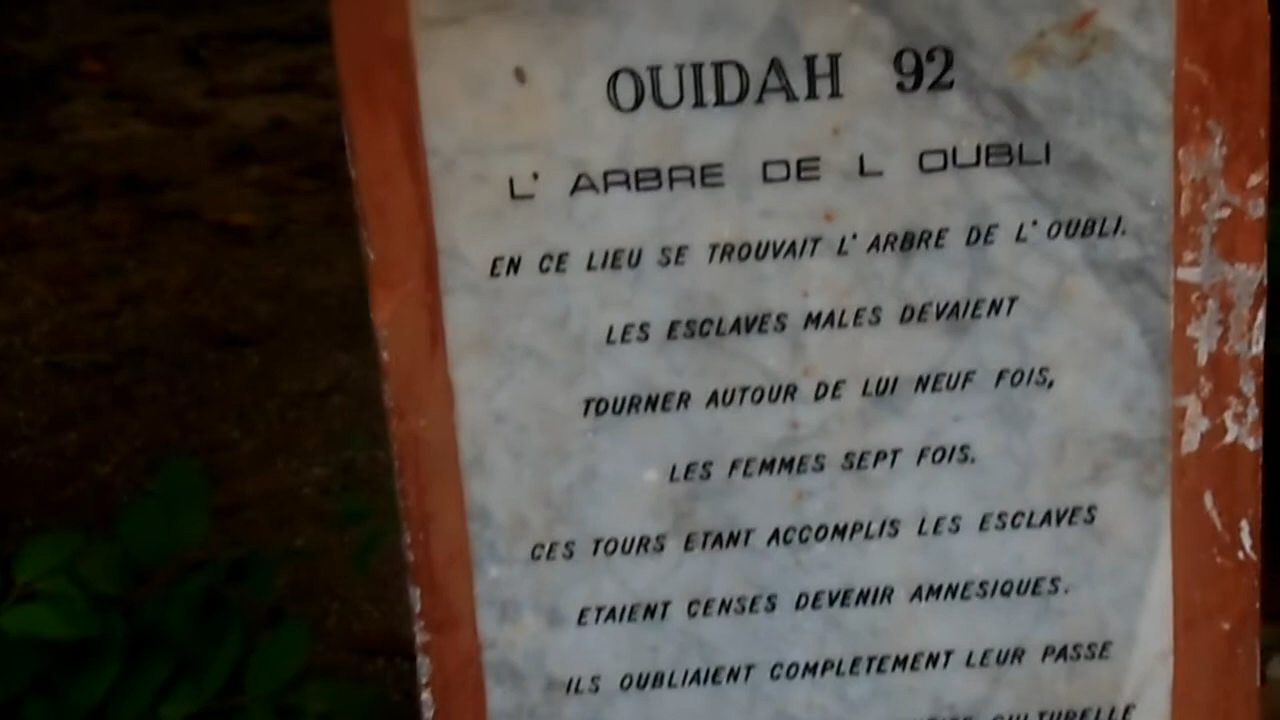 OUIDAH 92
L' ARBRE DE L OUBLI
EN CE LIEU SE TROUVAIT L' ARBRE DE L' OUBLI.
LES ESCLAVES MALES DEVAIENT
TOURNER AUTOUR DE LUI NEUF FOIS,
LES FEMMES SEPT FOIS.
CES TOURS ETANT ACCOMPLIS LES ESCLAVES
ETAIENT CENSES DEVENIR AMNESIQUES.
ILS OUBLIAIENT COMPLETEMENT LEUR PASSE
CULTURELLE